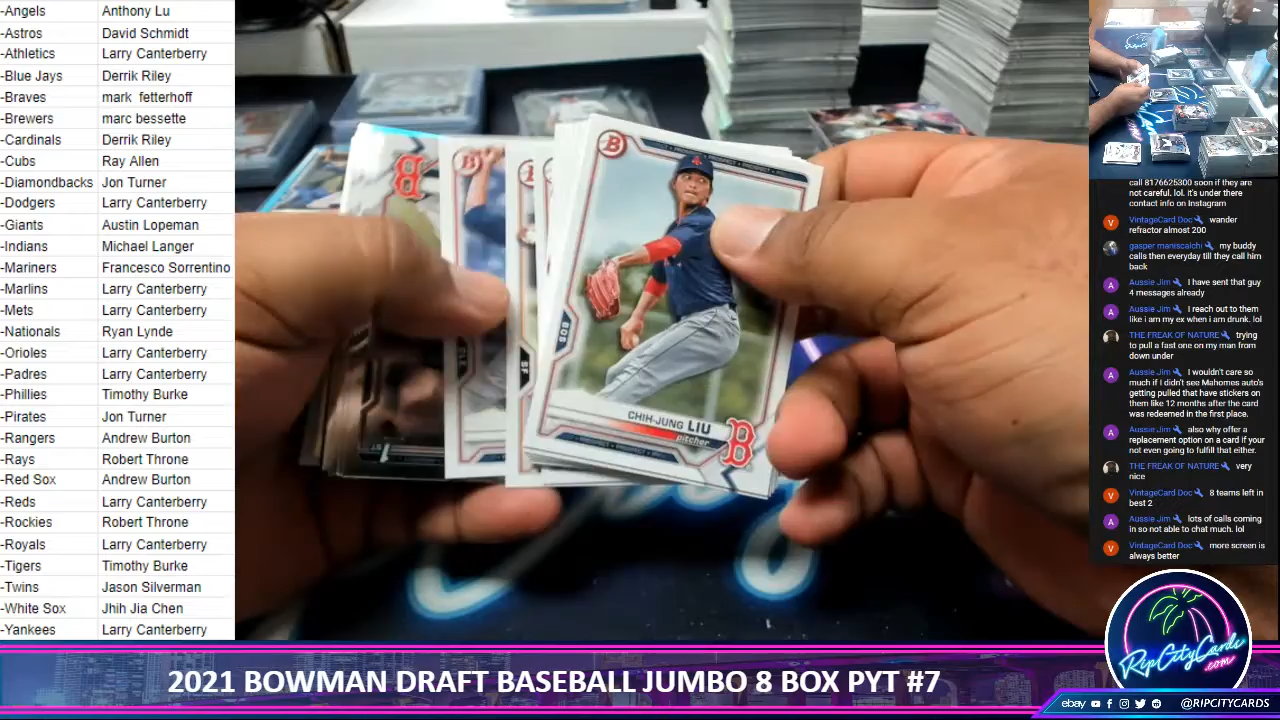 -Angels Anthony Lu
-Astros David Schmidt
-Athletics Larry Canterberry
-Blue Jays Derrik Riley
-Braves mark fetterhoff
-Brewers marc bessette
-Cardinals Derrik Riley
-Cubs Ray Allen
-Diamondbacks Jon Turner
-Dodgers Larry Canterberry
-Giants Austin Lopeman
-Indians Michael Langer
-Mariners Francesco Sorrentino
-Marlins Larry Canterberry
-Mets Larry Canterberry
-Nationals Ryan Lynde
-Orioles Larry Canterberry
-Padres Larry Canterberry
-Phillies Timothy Burke
-Pirates Jon Turner
-Rangers Andrew Burton
-Rays Robert Throne
-Red Sox Andrew Burton
-Reds Larry Canterberry
-Rockies Robert Throne
-Royals Larry Canterberry
-Tigers Timothy Burke
-Twins Jason Silverman
-White Sox Jhih Jia Chen
-Yankees Larry Canterberry
B
B
B
BOS
SF
CHIH-JUNG LIU
pitcher
B
call 8176625300 soon if they are
not careful. lol. it's under there
contact info on Instagram
V VintageCard Doc wander
refractor almost 200
gasper maniscalchi my buddy
calls then everyday till they call him
back
A Aussie Jim I have sent that guy
4 messages already
A Aussie Jim I reach out to them
like i am my ex when i am drunk. lol
THE FREAK OF NATURE trying
to pull a fast one on my man from
down under
A Aussie Jim I wouldn't care so
much if I didn't see Mahomes auto's
getting pulled that have stickers on
them like 12 months after the card
was redeemed in the first place.
A Aussie Jim also why offer a
replacement option on a card if your
not even going to fulfill that either.
THE FREAK OF NATURE very
nice
V VintageCard Doc 8 teams left in
best 2
A Aussie Jim lots of calls coming
in so not able to chat much. lol
V VintageCard Doc more screen is
always better
RipCityCards
.com
2021 BOWMAN DRAFT BASEBALL JUMBO 8 BOX PYT #7
ebay @RIPCITYCARDS